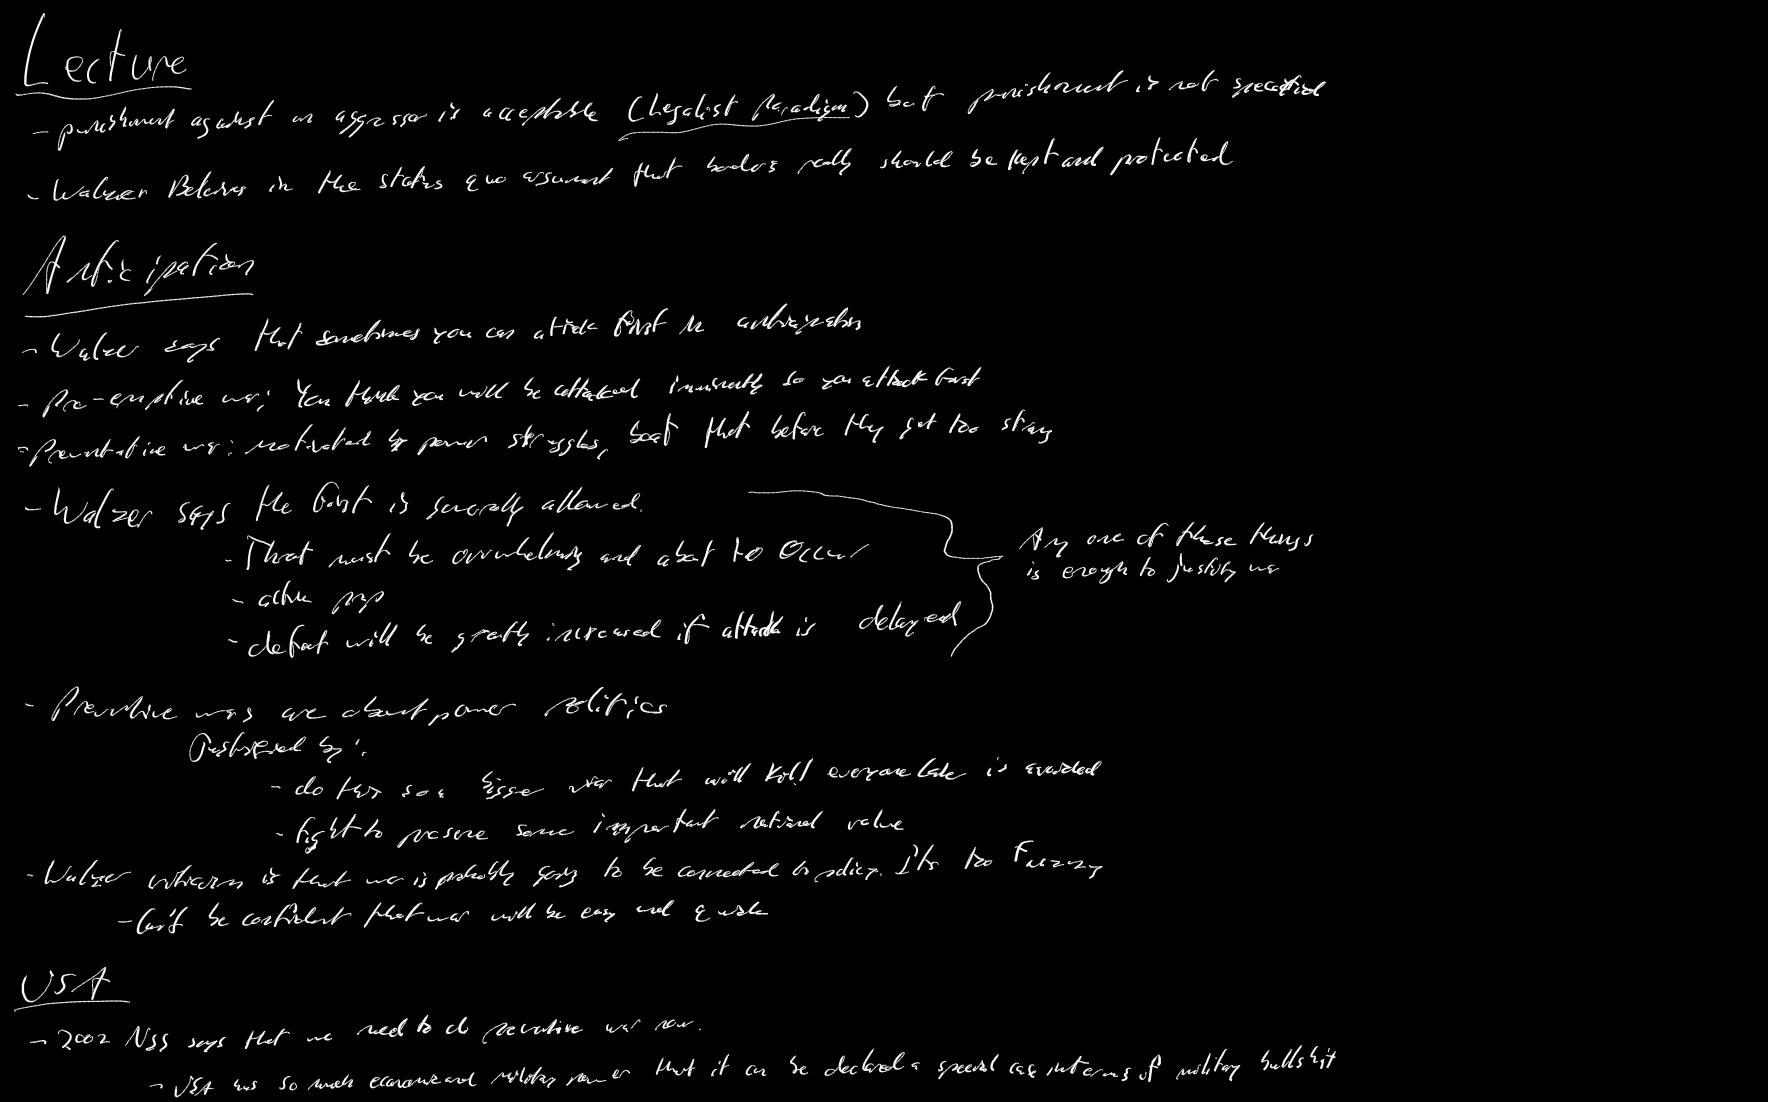 Lecture
- punishment against an aggressor is acceptable (Legalist Paradigm) but punishment is not specified
- Walzer Believes in the status quo argument that borders really should be kept and protected
Anticipation
- Walzer says that sometimes you can attack first in anticipation
- Pre-emptive war: You think you will be attacked imminently so you attack first
- Preventative war: motivated by power struggles, beat that before they get too strong
- Walzer says the first is generally allowed.
- Threat must be overwhelming and about to occur
- active prep
- defeat will be greatly increased if attack is delayed
Any one of these things
is enough to justify war
- Preventive wars are about power politics
Justified by:
- do this so a bigger war that will kill everyone later is avoided
- fight to preserve some important national value
- Walzer criticism is that war is probably going to be connected to policy. It's too Fuzzy
- Can't be confident that war will be easy and quick
USA
- 2002 NSS says that we need to do preventive war now.
- USA has so much economic and military power that it can be declared a special case in terms of military bullshit